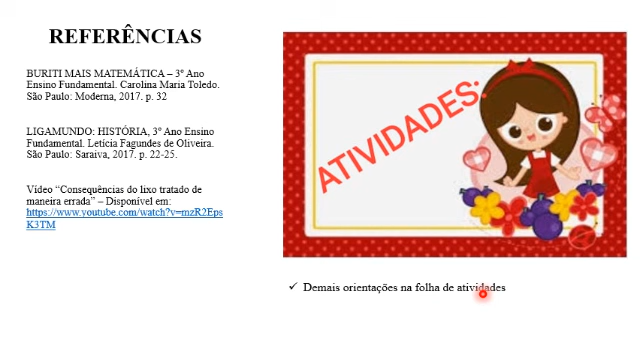 REFERÊNCIAS
BURITI MAIS MATEMÁTICA – 3º Ano
Ensino Fundamental. Carolina Maria Toledo.
São Paulo: Moderna, 2017. p. 32
LIGAMUNDO: HISTÓRIA, 3º Ano Ensino
Fundamental. Letícia Fagundes de Oliveira.
São Paulo: Saraiva, 2017. p. 22-25.
Vídeo “Consequências do lixo tratado de
maneira errada” – Disponível em:
https://www.youtube.com/watch?v=mzR2Eps
K3TM
ATIVIDADES:
✓ Demais orientações na folha de atividades